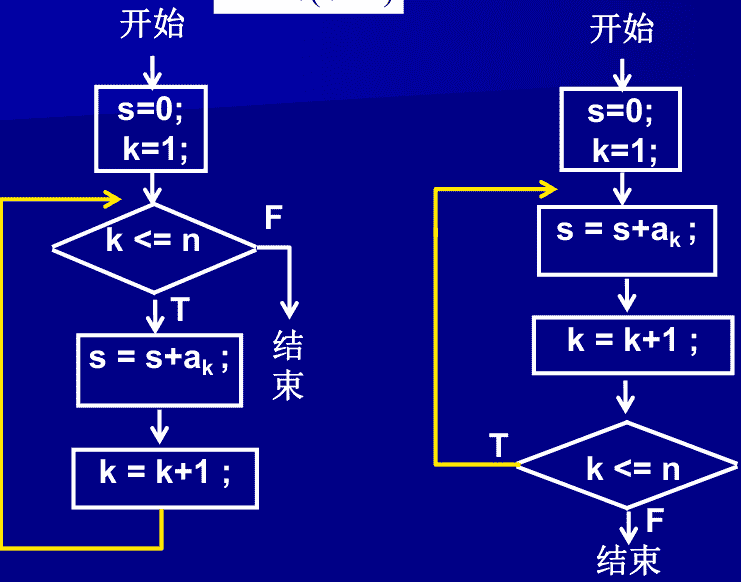 开始
s=0;
k=1;
k <= n
F
T
s = s+aₖ ;
k = k+1 ;
结
束
开始
s=0;
k=1;
s = s+aₖ ;
k = k+1 ;
T
k <= n
F
结束